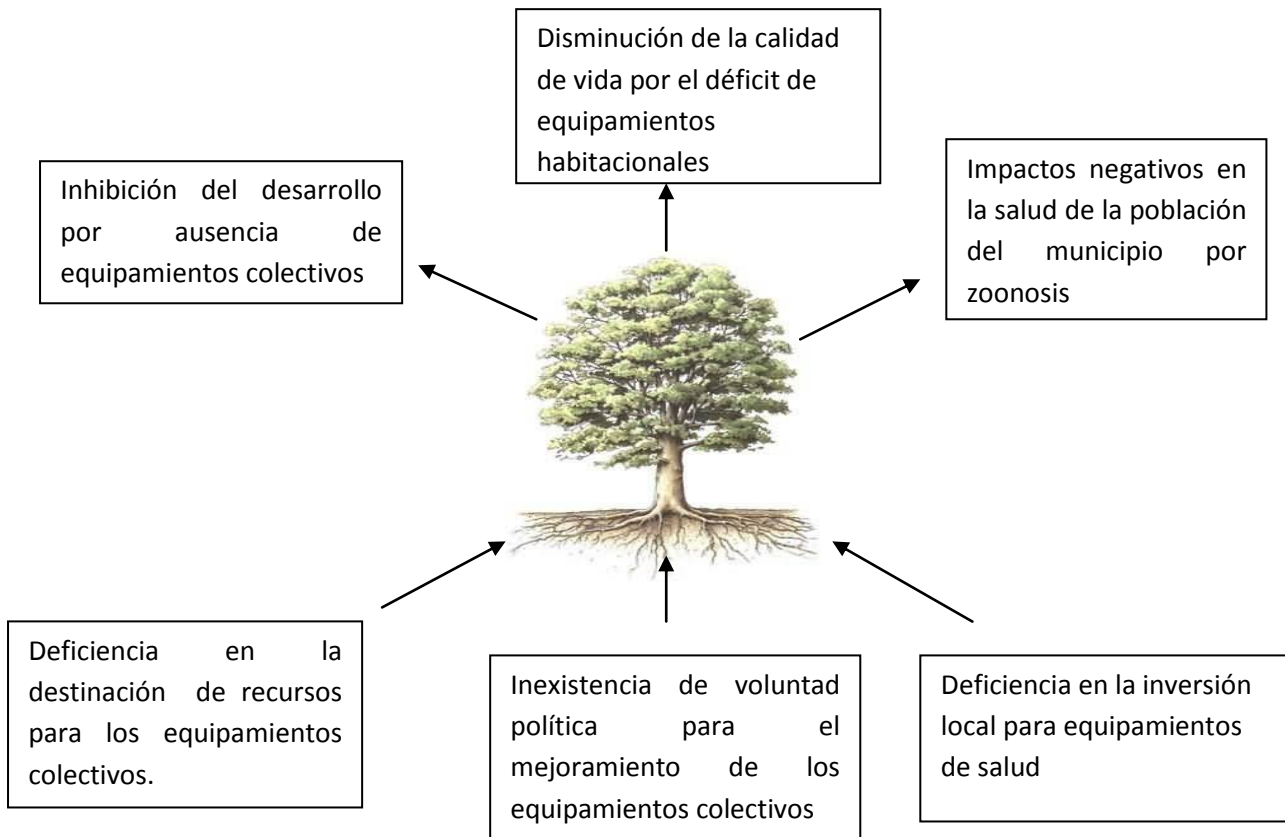 Disminución de la calidad
de vida por el déficit de
equipamientos
habitacionales
Inhibición del desarrollo
por ausencia de
equipamientos colectivos
Impactos negativos en
la salud de la población
del municipio por
zoonosis
Deficiencia en la
destinación de recursos
para los equipamientos
colectivos.
Inexistencia de voluntad
política para el
mejoramiento de los
equipamientos colectivos
Deficiencia en la inversión
local para equipamientos
de salud